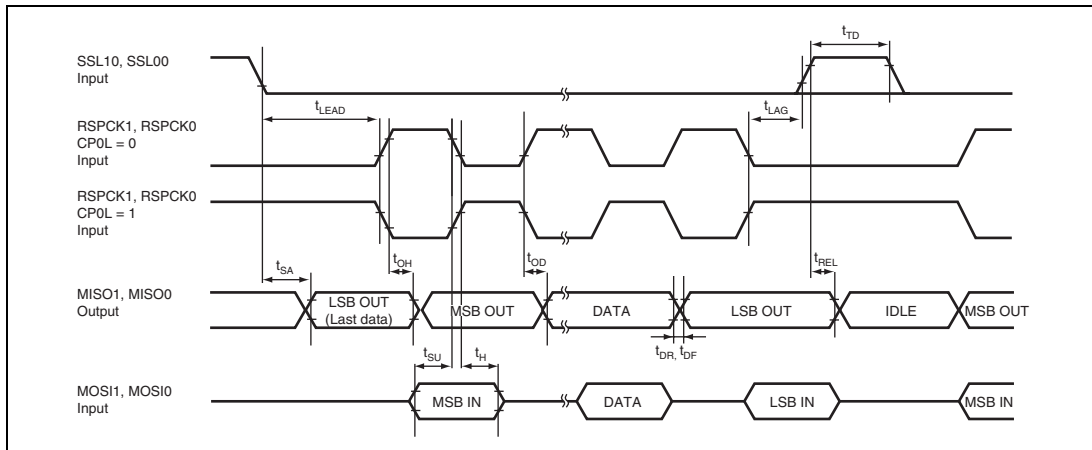 SSL10, SSL00
Input
tTD
tLEAD
tLAG
RSPCK1, RSPCK0
CP0L = 0
Input
RSPCK1, RSPCK0
CP0L = 1
Input
tSA
tOH
tOD
tREL
MISO1, MISO0
Output
LSB OUT
(Last data)
MSB OUT
DATA
LSB OUT
IDLE
MSB OUT
tSU
tH
tDR, tDF
MOSI1, MOSI0
Input
MSB IN
DATA
LSB IN
MSB IN